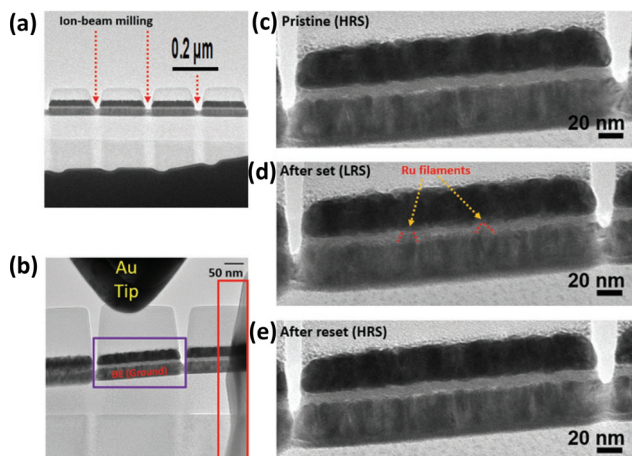 (a)
Ion-beam milling
0.2 μm
(b)
Au
Tip
50 nm
BE (Ground)
(c)
Pristine (HRS)
20 nm
(d)
After set (LRS)
Ru filaments
20 nm
(e)
After reset (HRS)
20 nm